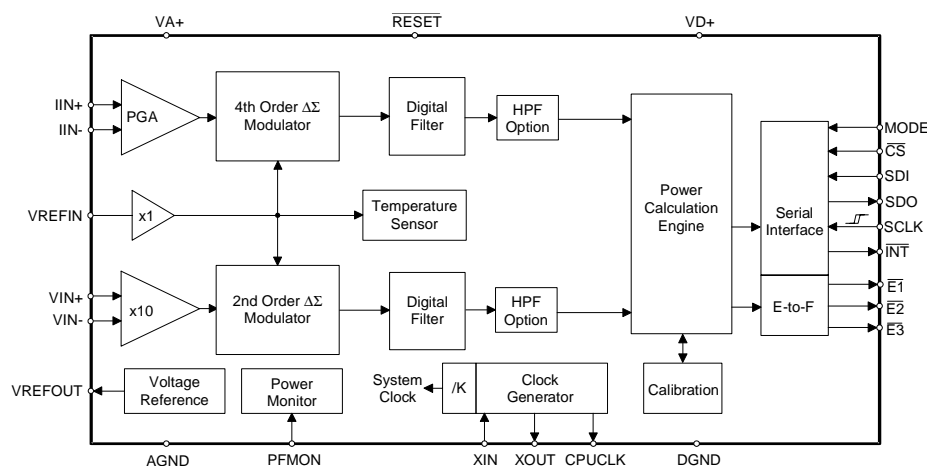 VA+
RESET
VD+
IIN+
IIN-
PGA
4th Order ΔΣ
Modulator
Digital
Filter
HPF
Option
VREFIN
x1
Temperature
Sensor
Power
Calculation
Engine
Serial
Interface
MODE
CS
SDI
SDO
SCLK
INT
VIN+
VIN-
x10
2nd Order ΔΣ
Modulator
Digital
Filter
HPF
Option
E-to-F
E1
E2
E3
VREFOUT
Voltage
Reference
Power
Monitor
System
Clock
/K
Clock
Generator
Calibration
AGND
PFMON
XIN
XOUT
CPUCLK
DGND